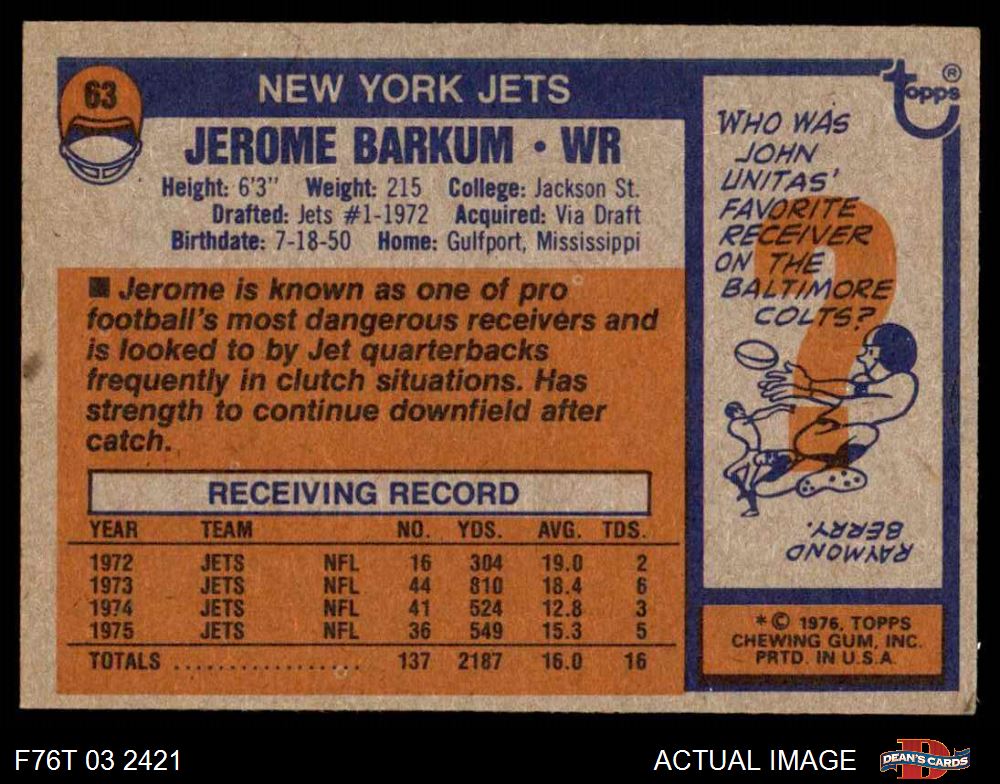 63
NEW YORK JETS
JEROME BARKUM • WR
Height: 6'3" Weight: 215 College: Jackson St.
Drafted: Jets #1-1972 Acquired: Via Draft
Birthdate: 7-18-50 Home: Gulfport, Mississippi
■ Jerome is known as one of pro
football's most dangerous receivers and
is looked to by Jet quarterbacks
frequently in clutch situations. Has
strength to continue downfield after
catch.
RECEIVING RECORD
YEAR TEAM NO. YDS. AVG. TDS.
1972 JETS NFL 16 304 19.0 2
1973 JETS NFL 44 810 18.4 6
1974 JETS NFL 41 524 12.8 3
1975 JETS NFL 36 549 15.3 5
TOTALS .................. 137 2187 16.0 16
topps®
WHO WAS
JOHN
UNITAS'
FAVORITE
RECEIVER
ON THE
BALTIMORE
COLTS?
?
RAYMOND
BERRY.
*© 1976, TOPPS
CHEWING GUM, INC.
PRTD. IN U.S.A.
F76T 03 2421
ACTUAL IMAGE
D
DEAN'S CARDS